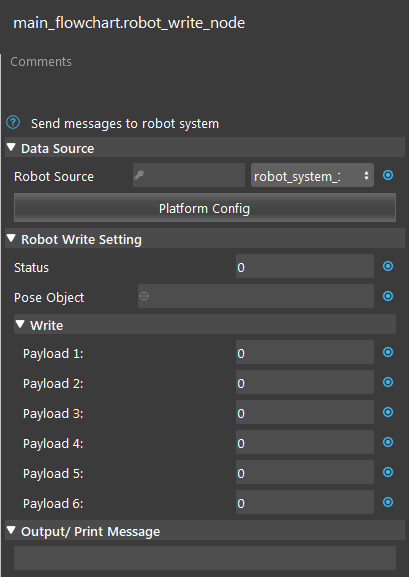 main_flowchart.robot_write_node
Comments
Send messages to robot system
Data Source
Robot Source robot_system_
Platform Config
Robot Write Setting
Status 0
Pose Object
Write
Payload 1: 0
Payload 2: 0
Payload 3: 0
Payload 4: 0
Payload 5: 0
Payload 6: 0
Output/ Print Message